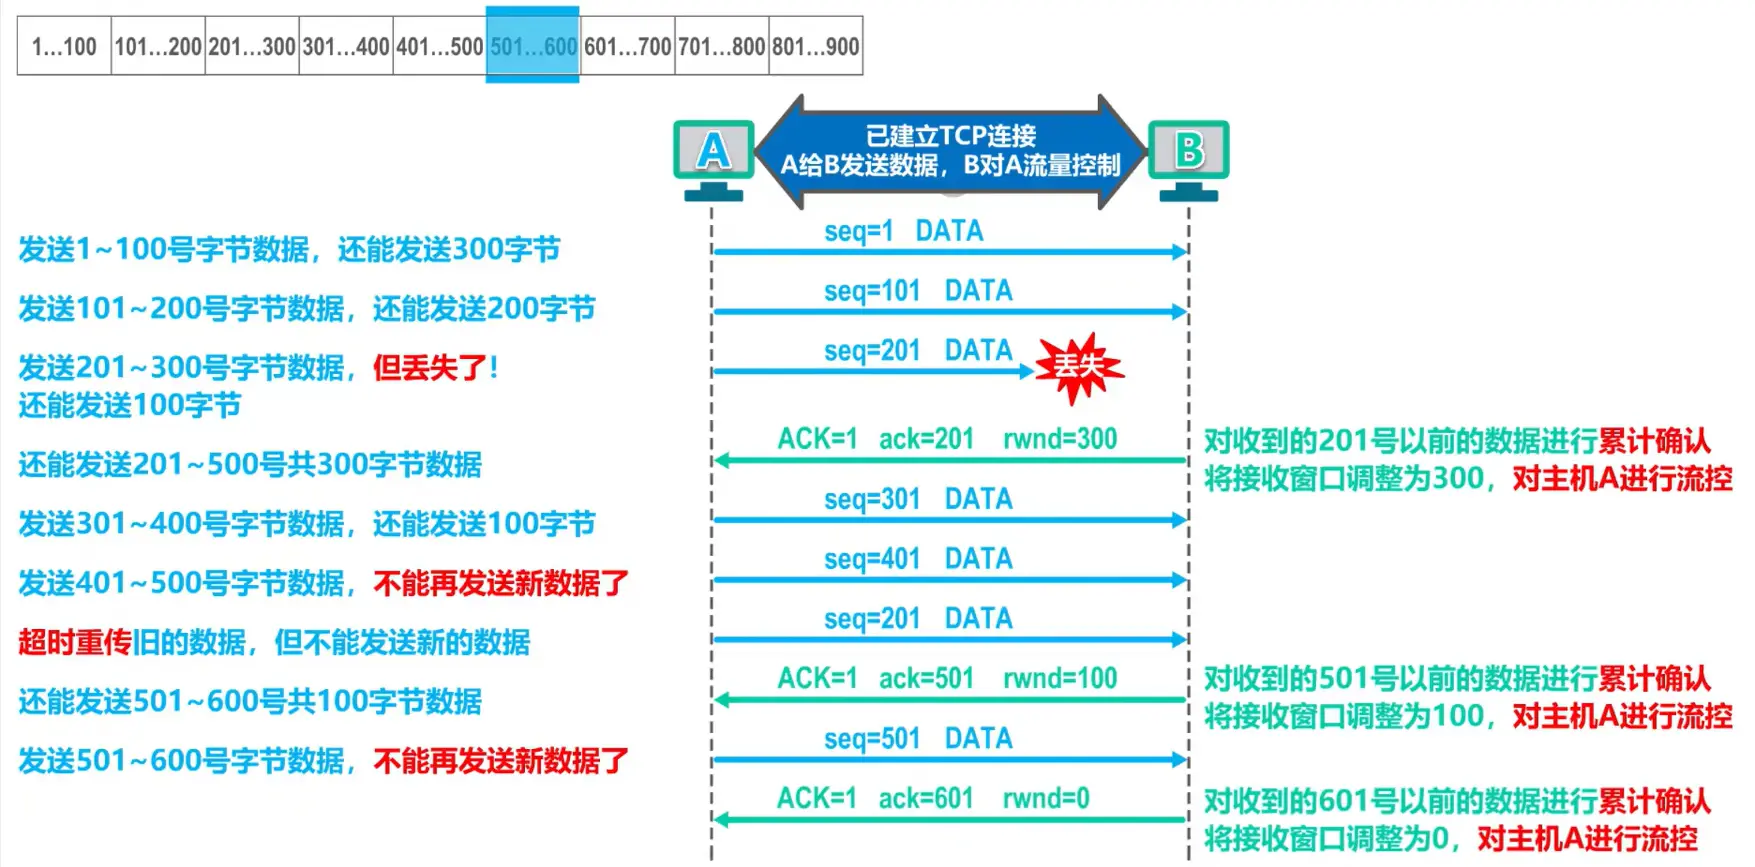 1...100 101...200 201...300 301...400 401...500 501...600 601...700 701...800 801...900
A
已建立TCP连接
A给B发送数据，B对A流量控制
B
发送1~100号字节数据，还能发送300字节
seq=1 DATA
发送101~200号字节数据，还能发送200字节
seq=101 DATA
发送201~300号字节数据，但丢失了！
还能发送100字节
seq=201 DATA
丢失
还能发送201~500号共300字节数据
ACK=1 ack=201 rwnd=300
对收到的201号以前的数据进行累计确认
将接收窗口调整为300，对主机A进行流控
发送301~400号字节数据，还能发送100字节
seq=301 DATA
发送401~500号字节数据，不能再发送新数据了
seq=401 DATA
超时重传旧的数据，但不能发送新的数据
seq=201 DATA
还能发送501~600号共100字节数据
ACK=1 ack=501 rwnd=100
对收到的501号以前的数据进行累计确认
将接收窗口调整为100，对主机A进行流控
发送501~600号字节数据，不能再发送新数据了
seq=501 DATA
ACK=1 ack=601 rwnd=0
对收到的601号以前的数据进行累计确认
将接收窗口调整为0，对主机A进行流控